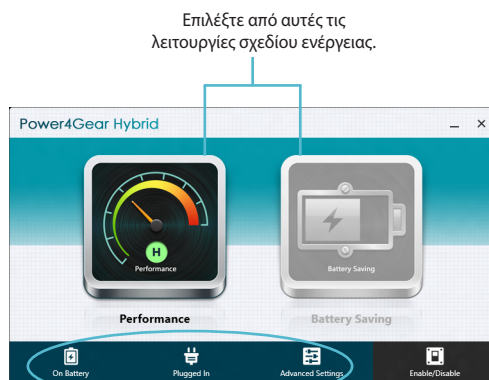 Επιλέξτε από αυτές τις
λειτουργίες σχεδίου ενέργειας.
Power4Gear Hybrid
H
Performance
Battery Saving
Performance
Battery Saving
On Battery
Plugged In
Advanced Settings
Enable/Disable